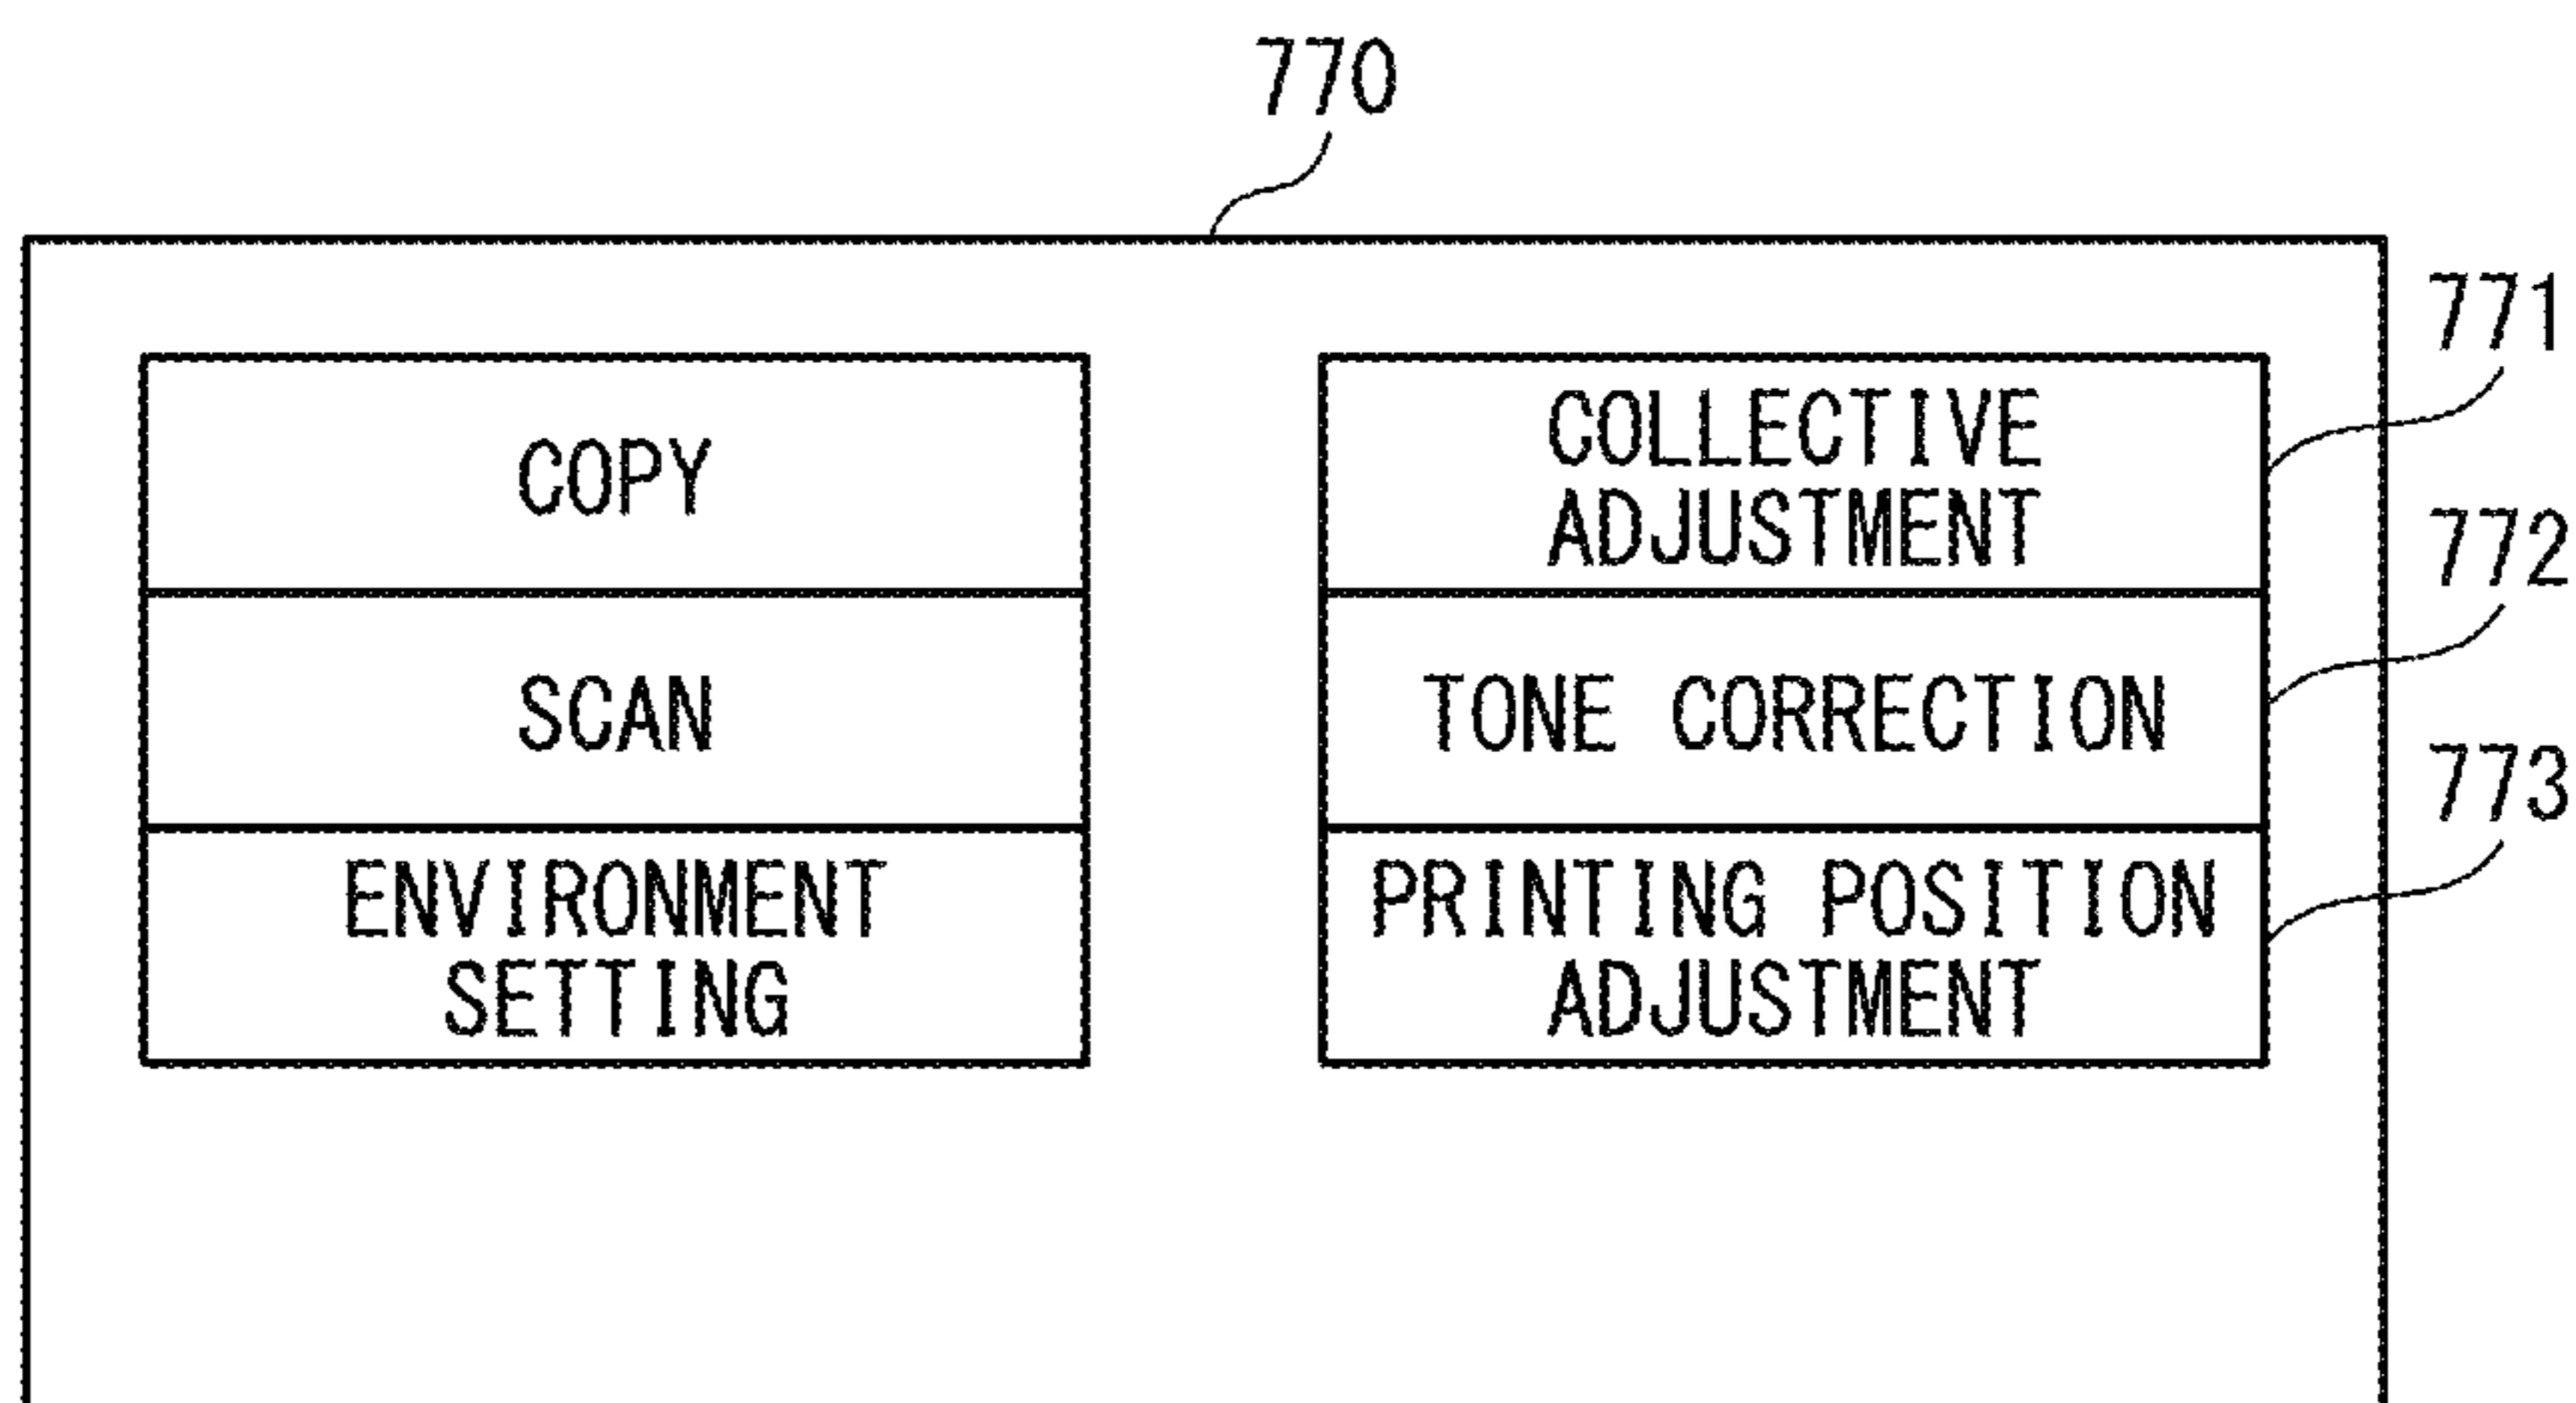 770
COPY
SCAN
ENVIRONMENT
SETTING
COLLECTIVE
ADJUSTMENT
771
TONE CORRECTION
772
PRINTING POSITION
ADJUSTMENT
773